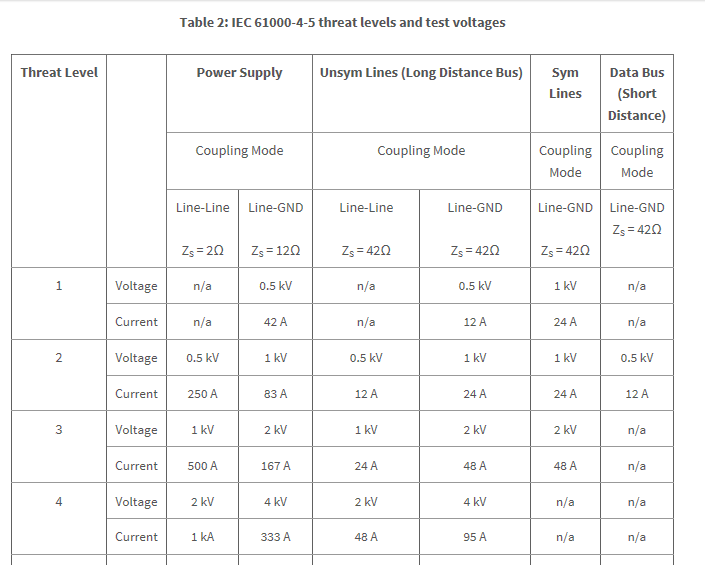 Table 2: IEC 61000-4-5 threat levels and test voltages
Threat Level Power Supply Unsym Lines (Long Distance Bus) Sym Data Bus
Lines (Short
Distance)
Coupling Mode Coupling Mode Coupling Coupling
Mode Mode
Line-Line Line-GND Line-Line Line-GND Line-GND Line-GND
ZS = 42Ω
ZS = 2Ω ZS = 12Ω ZS = 42Ω ZS = 42Ω ZS = 42Ω
1 Voltage n/a 0.5 kV n/a 0.5 kV 1 kV n/a
Current n/a 42 A n/a 12 A 24 A n/a
2 Voltage 0.5 kV 1 kV 0.5 kV 1 kV 1 kV 0.5 kV
Current 250 A 83 A 12 A 24 A 24 A 12 A
3 Voltage 1 kV 2 kV 1 kV 2 kV 2 kV n/a
Current 500 A 167 A 24 A 48 A 48 A n/a
4 Voltage 2 kV 4 kV 2 kV 4 kV n/a n/a
Current 1 kA 333 A 48 A 95 A n/a n/a